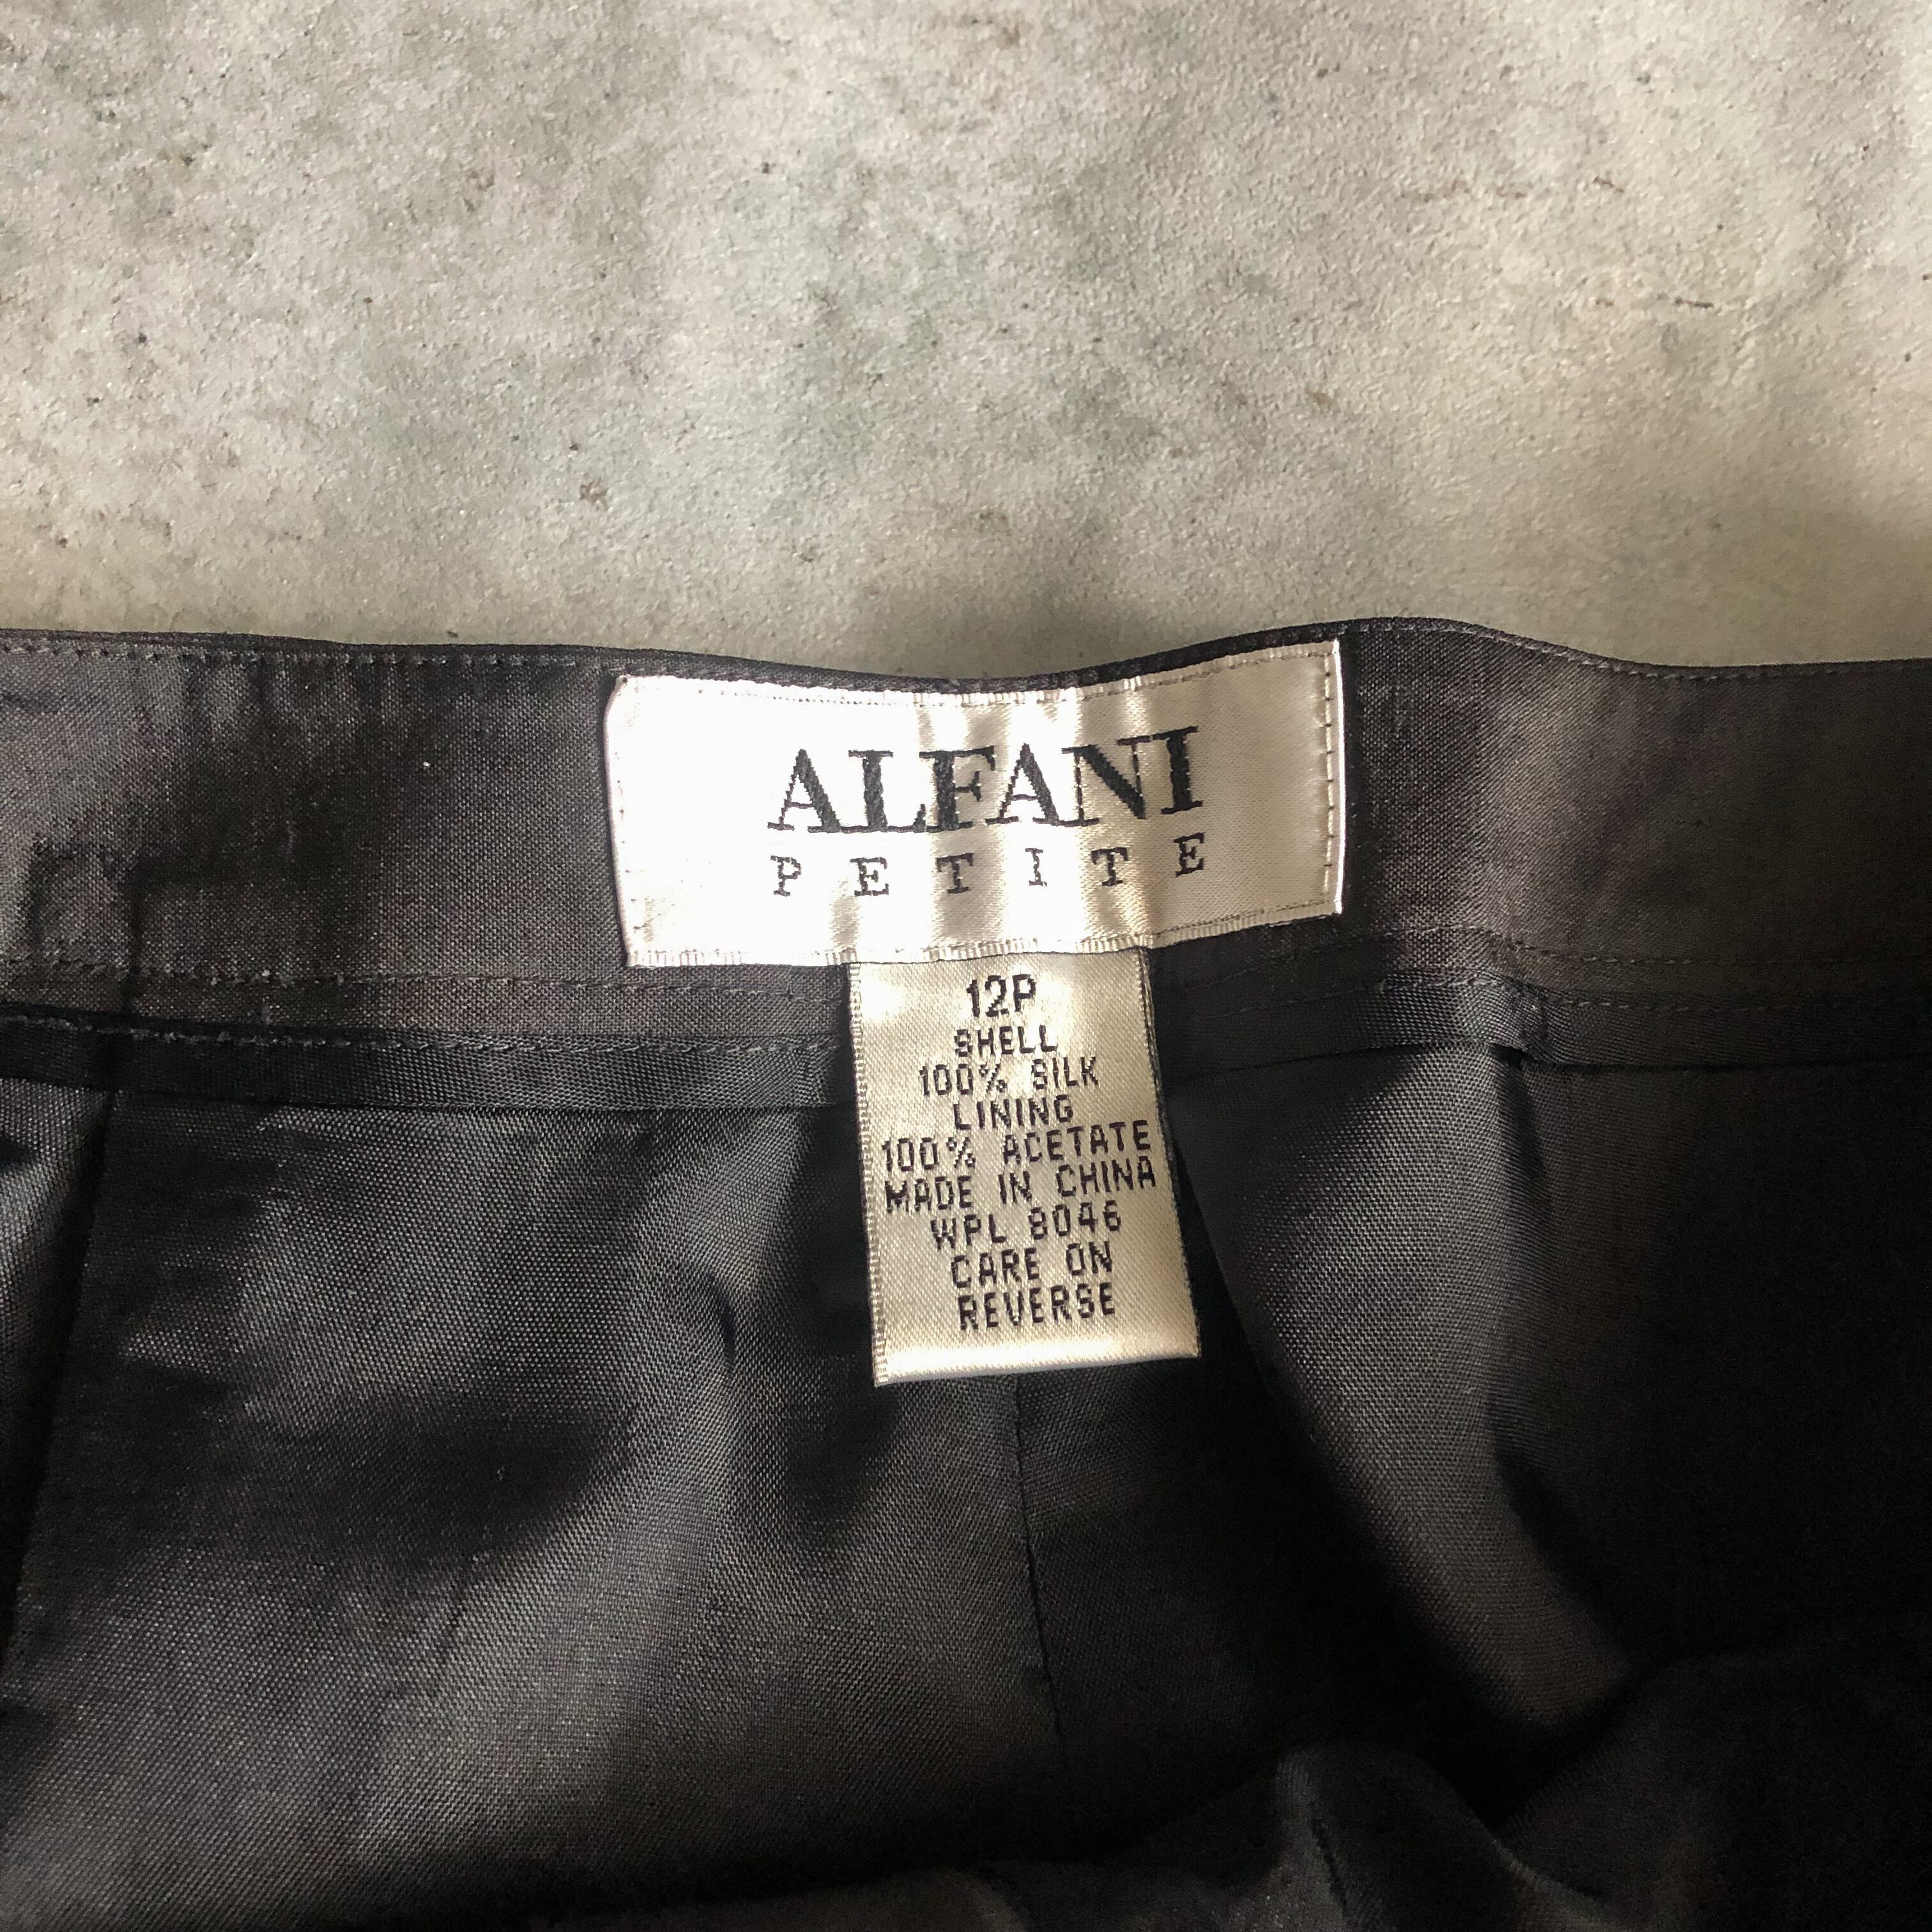 ALFANI
PETITE
12P
SHELL
100% SILK
LINING
100% ACETATE
MADE IN CHINA
WPL 8046
CARE ON
REVERSE